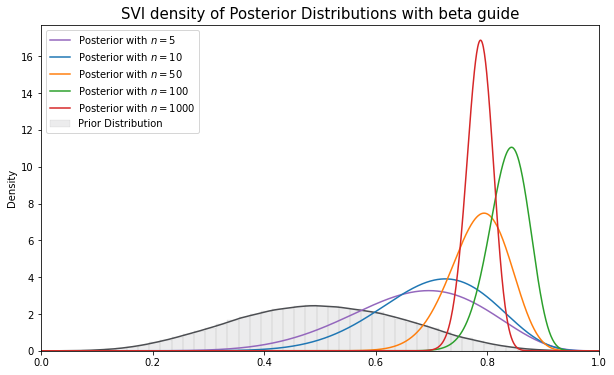 SVI density of Posterior Distributions with beta guide
Posterior with n = 5
Posterior with n = 10
Posterior with n = 50
Posterior with n = 100
Posterior with n = 1000
Prior Distribution
Density
16
14
12
10
8
6
4
2
0
0.0 0.2 0.4 0.6 0.8 1.0